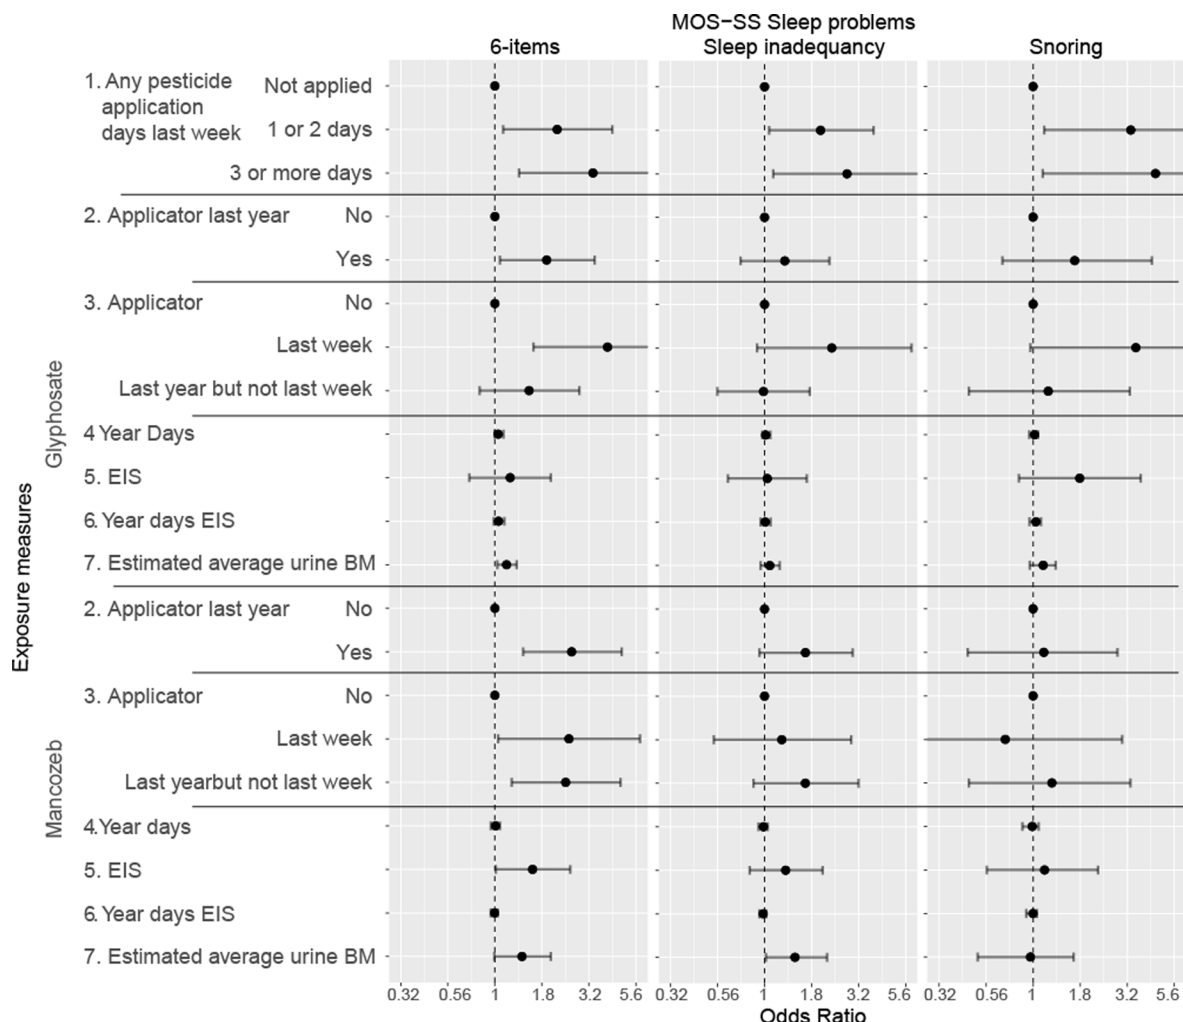 MOS−SS Sleep problems
6-items Sleep inadequancy Snoring
1. Any pesticide
application
days last week
Not applied
1 or 2 days
3 or more days
2. Applicator last year No
Yes
3. Applicator No
Last week
Last year but not last week
4 Year Days
5. EIS
6. Year days EIS
7. Estimated average urine BM
2. Applicator last year No
Yes
3. Applicator No
Last week
Last yearbut not last week
4.Year days
5. EIS
6. Year days EIS
7. Estimated average urine BM
Glyphosate
Mancozeb
Exposure measures
0.32 0.56 1 1.8 3.2 5.6 0.32 0.56 1 1.8 3.2 5.6 0.32 0.56 1 1.8 3.2 5.6
Odds Ratio